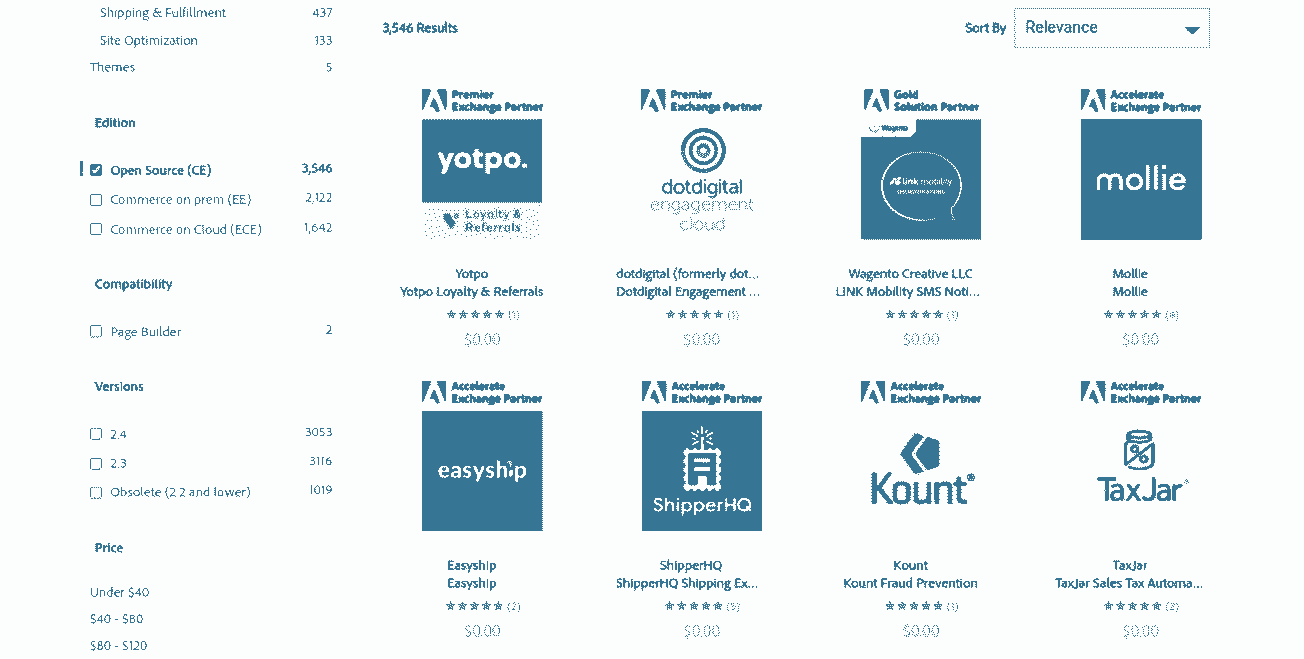 Shipping & Fulfillment 437
Site Optimization 133
Themes 5
Edition
Open Source (CE) 3,546
Commerce on prem (EE) 2,122
Commerce on Cloud (ECE) 1,642
Compatibility
Page Builder 2
Versions
2.4 3053
2.3 3116
Obsolete (2.2 and lower) 1019
Price
Under $40
$40 - $80
$80 - $120
3,546 Results
Sort By Relevance
Premier
Exchange Partner
yotpo.
Loyalty &
Referrals
Yotpo
Yotpo Loyalty & Referrals
★★★★★ (1)
$0.00
Premier
Exchange Partner
dotdigital
engagement
cloud
dotdigital (formerly dot...
Dotdigital Engagement ...
★★★★★ (1)
$0.00
Gold
Solution Partner
Wagento
link mobility
Wagento Creative LLC
LINK Mobility SMS Noti...
★★★★★ (1)
$0.00
Accelerate
Exchange Partner
mollie
Mollie
Mollie
★★★★★ (8)
$0.00
Accelerate
Exchange Partner
easyship
Easyship
Easyship
★★★★★ (2)
$0.00
Accelerate
Exchange Partner
ShipperHQ
ShipperHQ
ShipperHQ Shipping Ex...
★★★★★ (5)
$0.00
Accelerate
Exchange Partner
Kount®
Kount
Kount Fraud Prevention
★★★★★ (1)
$0.00
Accelerate
Exchange Partner
TaxJar
TaxJar
TaxJar Sales Tax Automa...
★★★★★ (2)
$0.00